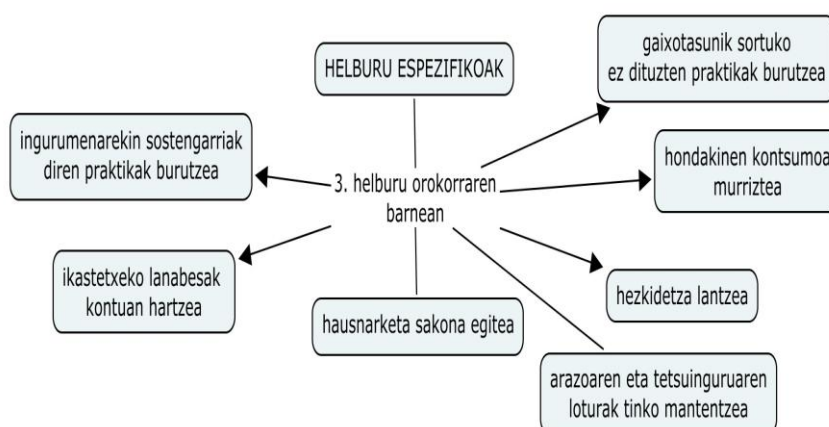 HELBURU ESPEZIFIKOAK
gaixotasunik sortuko
ez dituzten praktikak burutzea
ingurumenarekin sostengarriak
diren praktikak burutzea
3. helburu orokorraren
barnean
hondakinen kontsumoa
murriztea
ikastetxeko lanabesak
kontuan hartzea
hausnarketa sakona egitea
hezkidetza lantzea
arazoaren eta tetsuinguruaren
loturak tinko mantentzea